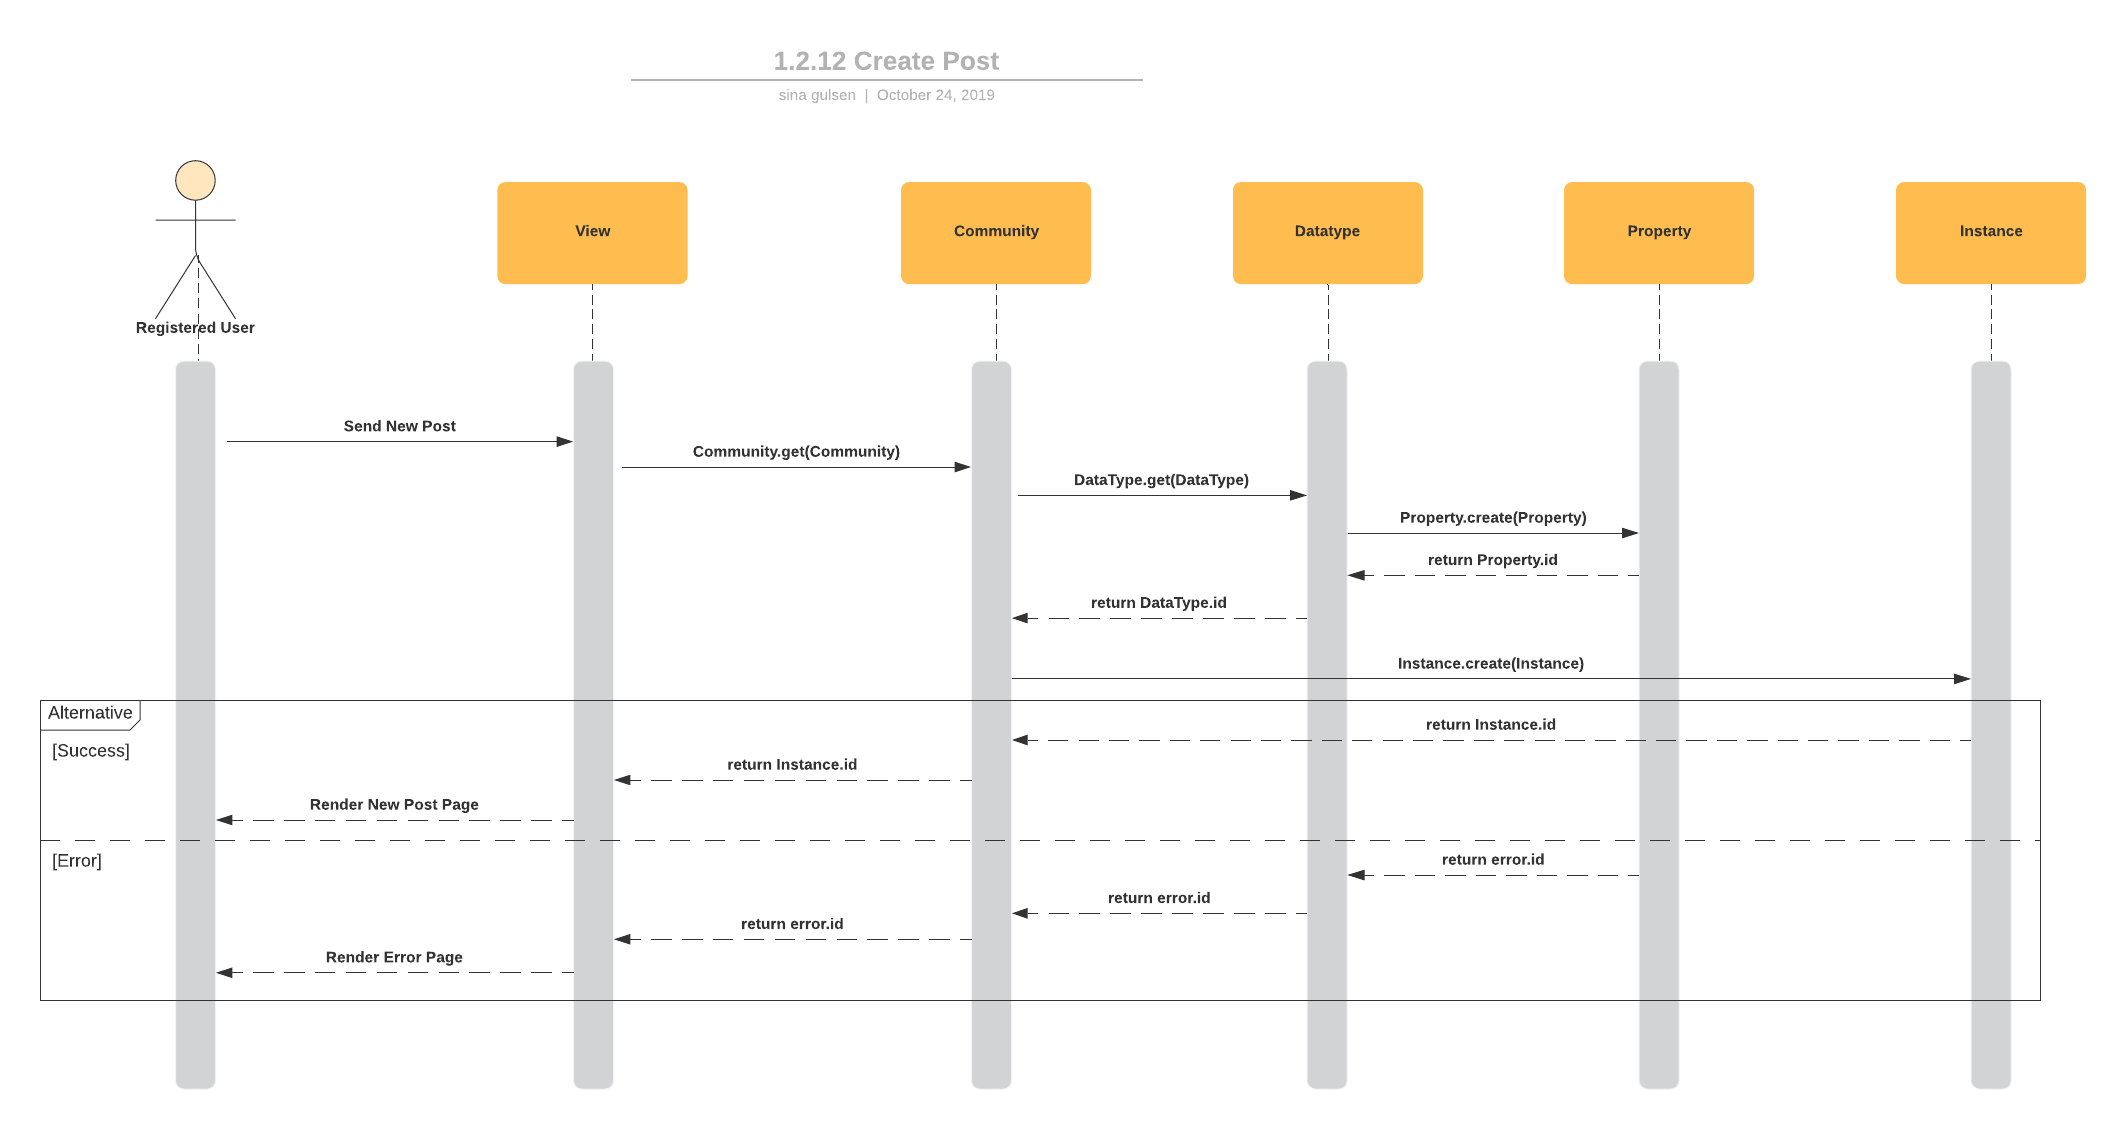 1.2.12 Create Post
sina gulsen | October 24, 2019
Registered User
View
Community
Datatype
Property
Instance
Send New Post
Community.get(Community)
DataType.get(DataType)
Property.create(Property)
return Property.id
return DataType.id
Instance.create(Instance)
Alternative
return Instance.id
[Success]
return Instance.id
Render New Post Page
[Error]
return error.id
return error.id
return error.id
Render Error Page